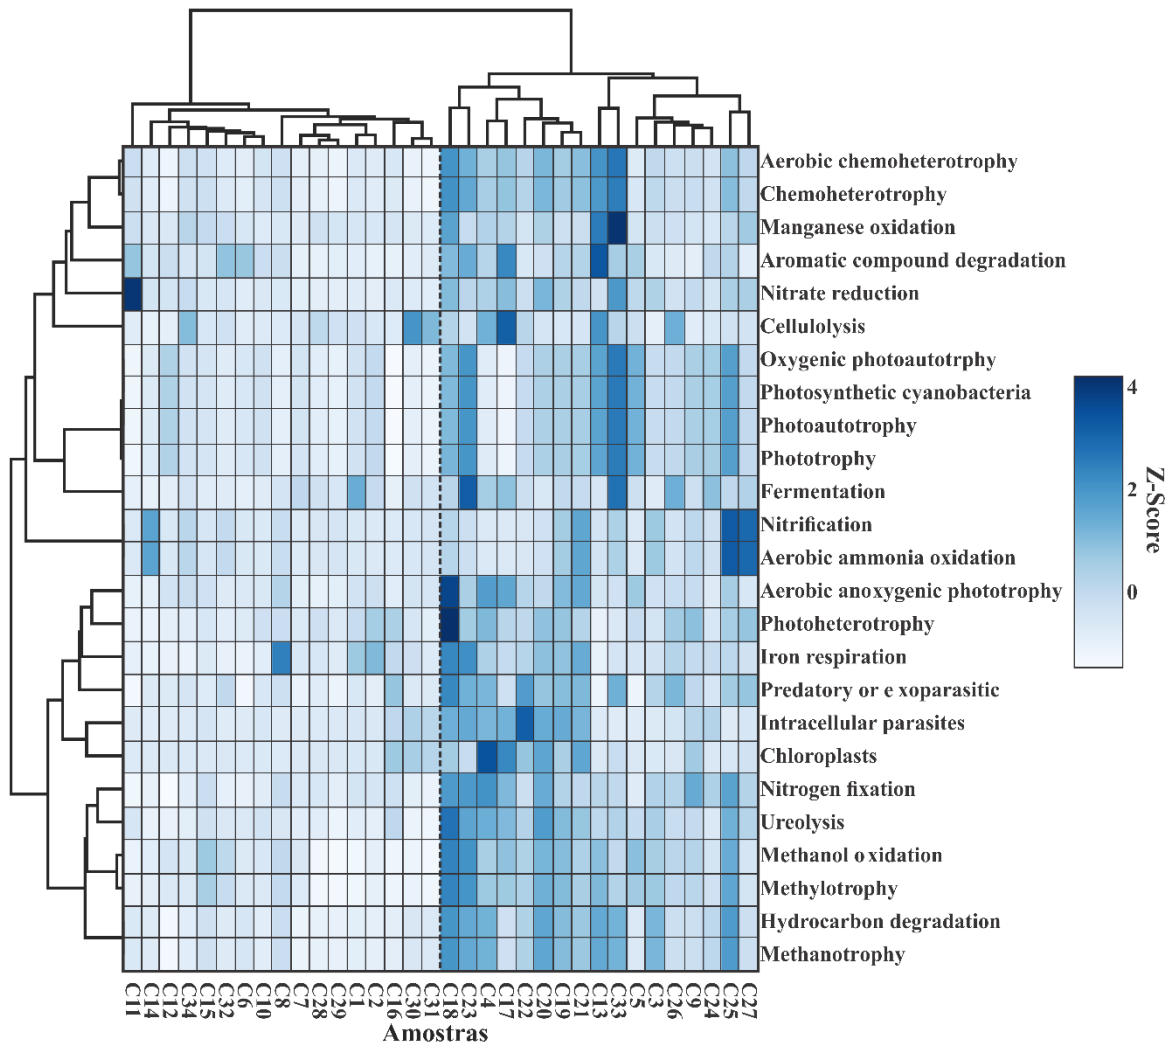 Aerobic chemoheterotrophy
Chemoheterotrophy
Manganese oxidation
Aromatic compound degradation
Nitrate reduction
Cellulolysis
Oxygenic photoautotrphy
Photosynthetic cyanobacteria
Photoautotrophy
Phototrophy
Fermentation
Nitrification
Aerobic ammonia oxidation
Aerobic anoxygenic phototrophy
Photoheterotrophy
Iron respiration
Predatory or e xoparasitic
Intracellular parasites
Chloroplasts
Nitrogen fixation
Ureolysis
Methanol o xidation
Methylotrophy
Hydrocarbon degradation
Methanotrophy
4
2
0
Z-Score
C11 C14 C12 C34 C15 C32 C6 C10 C8 C7 C28 C29 C1 C2 C16 C30 C31 C18 C23 C4 C17 C22 C20 C19 C21 C13 C33 C5 C3 C26 C9 C24 C25 C27
Amostras